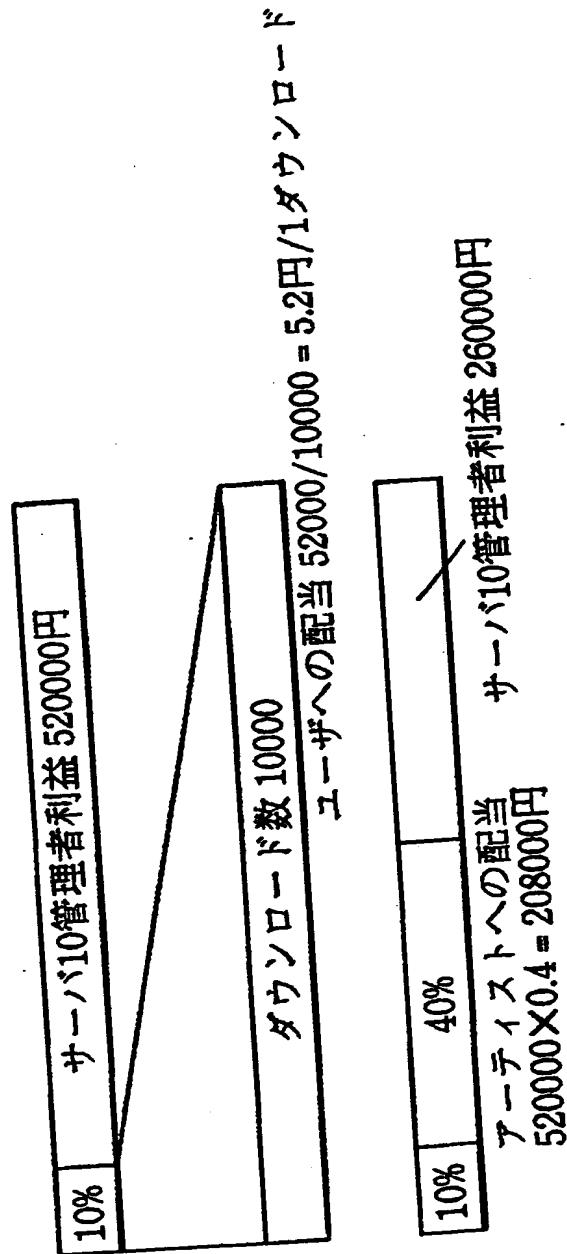 10%
サーバ10管理者利益 520000円
ダウンロード数 10000
ユーザへの配当 52000/10000 = 5.2円/1ダウンロード
10%
40%
アーティストへの配当
520000×0.4 = 208000円
サーバ10管理者利益 260000円